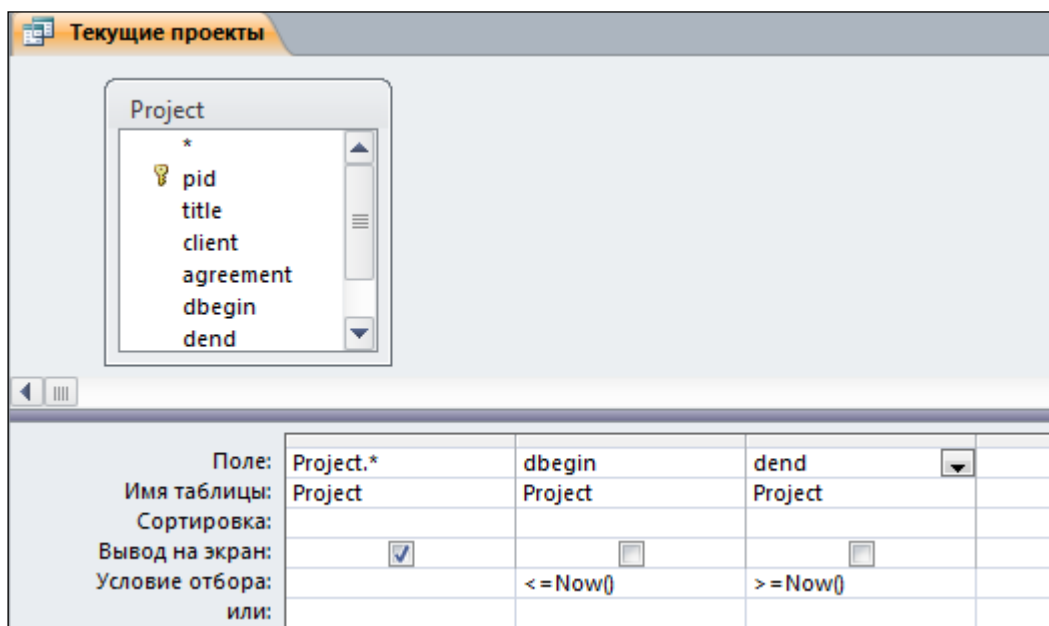 Текущие проекты
Project
*
pid
title
client
agreement
dbegin
dend
Поле: Project.* dbegin dend
Имя таблицы: Project Project Project
Сортировка:
Вывод на экран:
Условие отбора: <=Now() >=Now()
или: